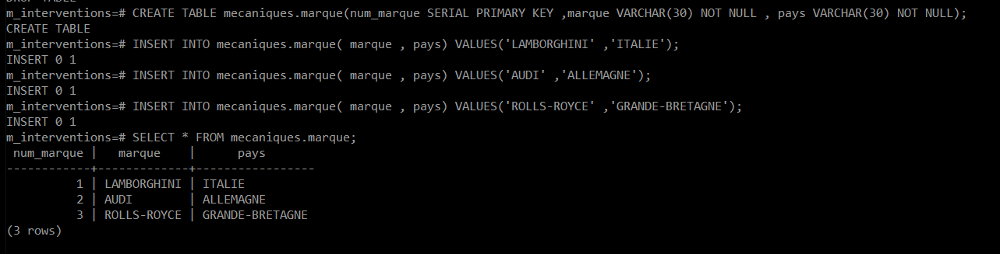 DROP TABLE
m_interventions=# CREATE TABLE mecaniques.marque(num_marque SERIAL PRIMARY KEY ,marque VARCHAR(30) NOT NULL , pays VARCHAR(30) NOT NULL);
CREATE TABLE
m_interventions=# INSERT INTO mecaniques.marque( marque , pays) VALUES('LAMBORGHINI' ,'ITALIE');
INSERT 0 1
m_interventions=# INSERT INTO mecaniques.marque( marque , pays) VALUES('AUDI' ,'ALLEMAGNE');
INSERT 0 1
m_interventions=# INSERT INTO mecaniques.marque( marque , pays) VALUES('ROLLS-ROYCE' ,'GRANDE-BRETAGNE');
INSERT 0 1
m_interventions=# SELECT * FROM mecaniques.marque;
 num_marque |   marque    |      pays
------------+-------------+-----------------
          1 | LAMBORGHINI | ITALIE
          2 | AUDI        | ALLEMAGNE
          3 | ROLLS-ROYCE | GRANDE-BRETAGNE
(3 rows)